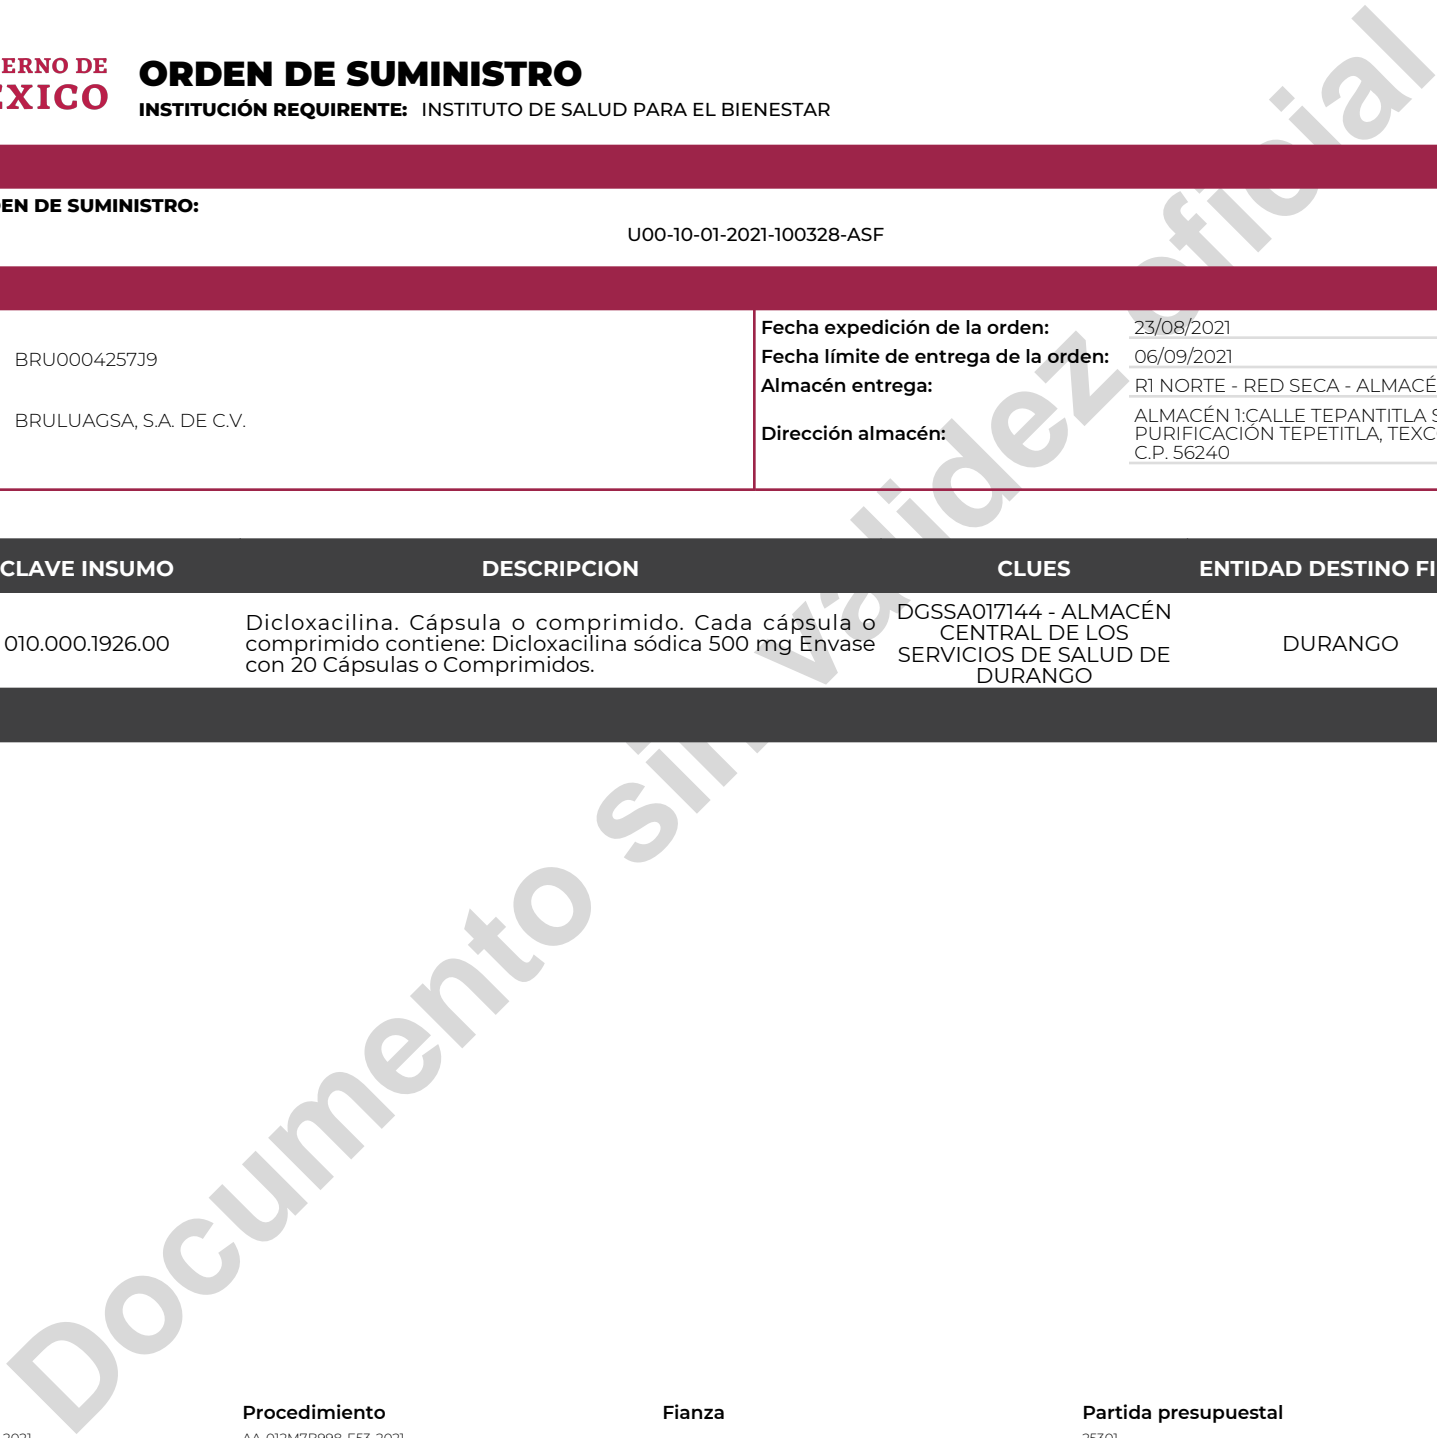 ERNO DE
EXICO
ORDEN DE SUMINISTRO
INSTITUCIÓN REQUIRENTE: INSTITUTO DE SALUD PARA EL BIENESTAR
EN DE SUMINISTRO:
U00-10-01-2021-100328-ASF
BRU0004257J9
BRULUAGSA, S.A. DE C.V.
Fecha expedición de la orden: 23/08/2021
Fecha límite de entrega de la orden: 06/09/2021
Almacén entrega: R1 NORTE - RED SECA - ALMACÉ
Dirección almacén:
ALMACÉN 1:CALLE TEPANTITLA S
PURIFICACIÓN TEPETITLA, TEXC
C.P. 56240
CLAVE INSUMO DESCRIPCION CLUES ENTIDAD DESTINO FI
010.000.1926.00
Dicloxacilina. Cápsula o comprimido. Cada cápsula o
comprimido contiene: Dicloxacilina sódica 500 mg Envase
con 20 Cápsulas o Comprimidos.
DGSSA017144 - ALMACÉN
CENTRAL DE LOS
SERVICIOS DE SALUD DE
DURANGO
DURANGO
Documento sin validez oficial
Procedimiento Fianza Partida presupuestal